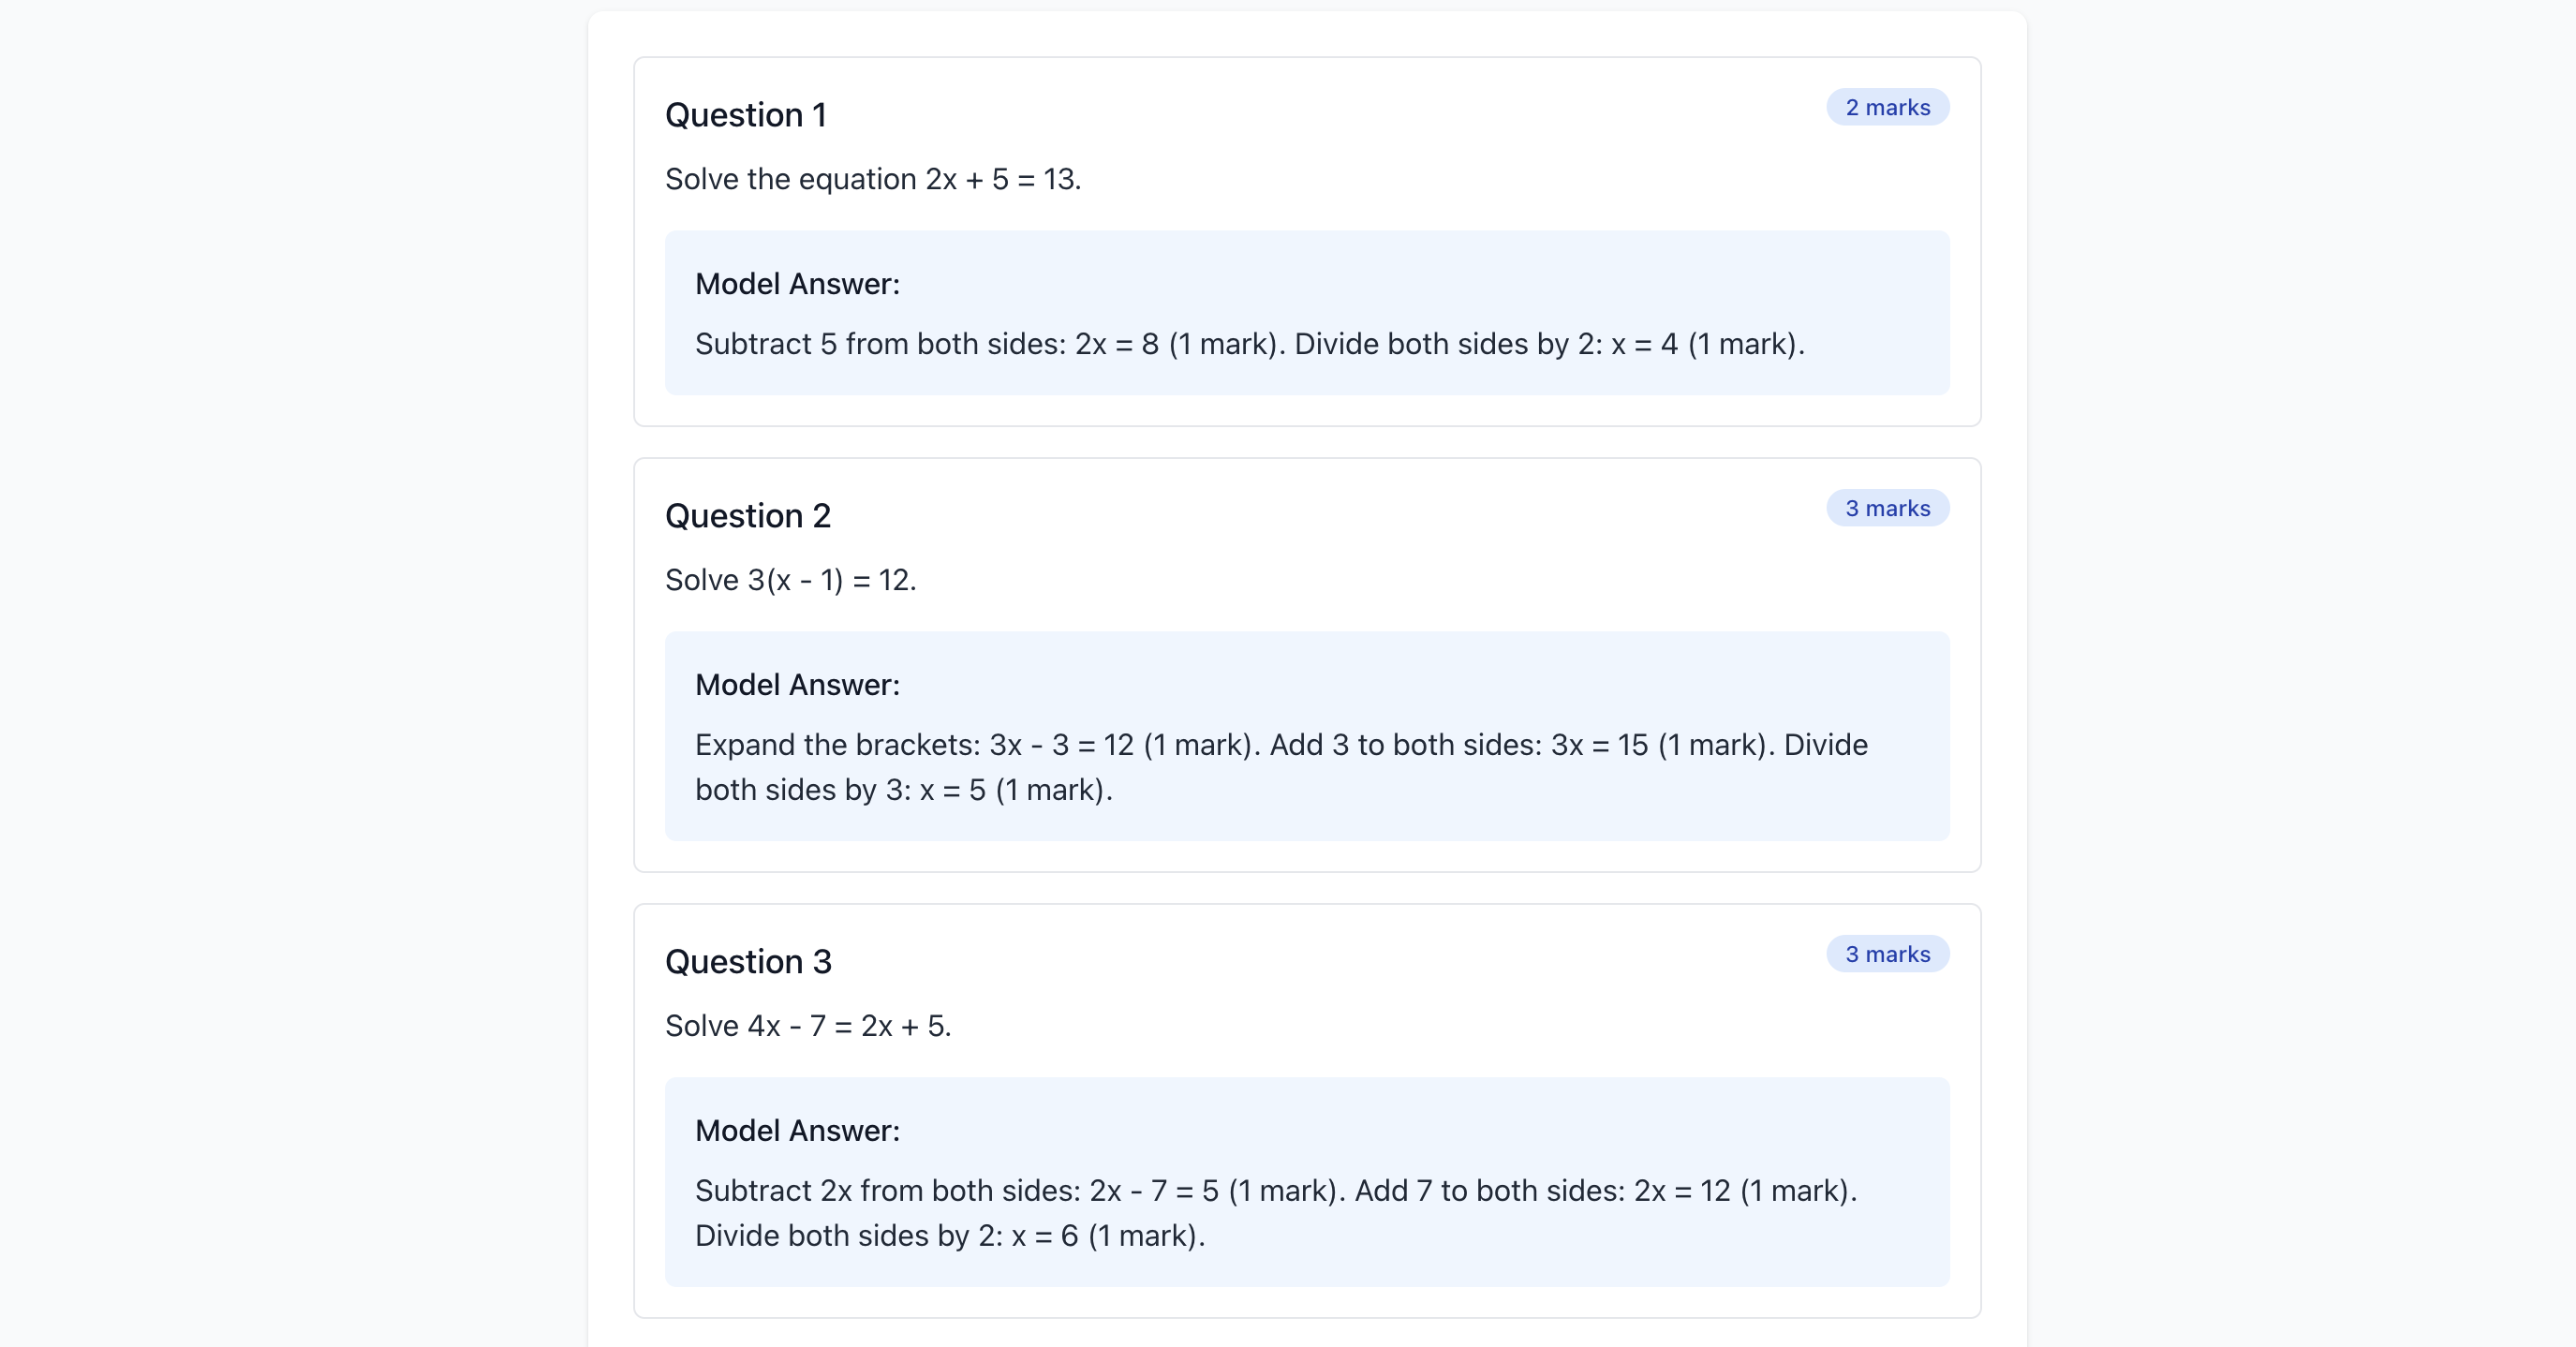 Question 1
2 marks
Solve the equation 2x + 5 = 13.
Model Answer:
Subtract 5 from both sides: 2x = 8 (1 mark). Divide both sides by 2: x = 4 (1 mark).
Question 2
3 marks
Solve 3(x - 1) = 12.
Model Answer:
Expand the brackets: 3x - 3 = 12 (1 mark). Add 3 to both sides: 3x = 15 (1 mark). Divide
both sides by 3: x = 5 (1 mark).
Question 3
3 marks
Solve 4x - 7 = 2x + 5.
Model Answer:
Subtract 2x from both sides: 2x - 7 = 5 (1 mark). Add 7 to both sides: 2x = 12 (1 mark).
Divide both sides by 2: x = 6 (1 mark).